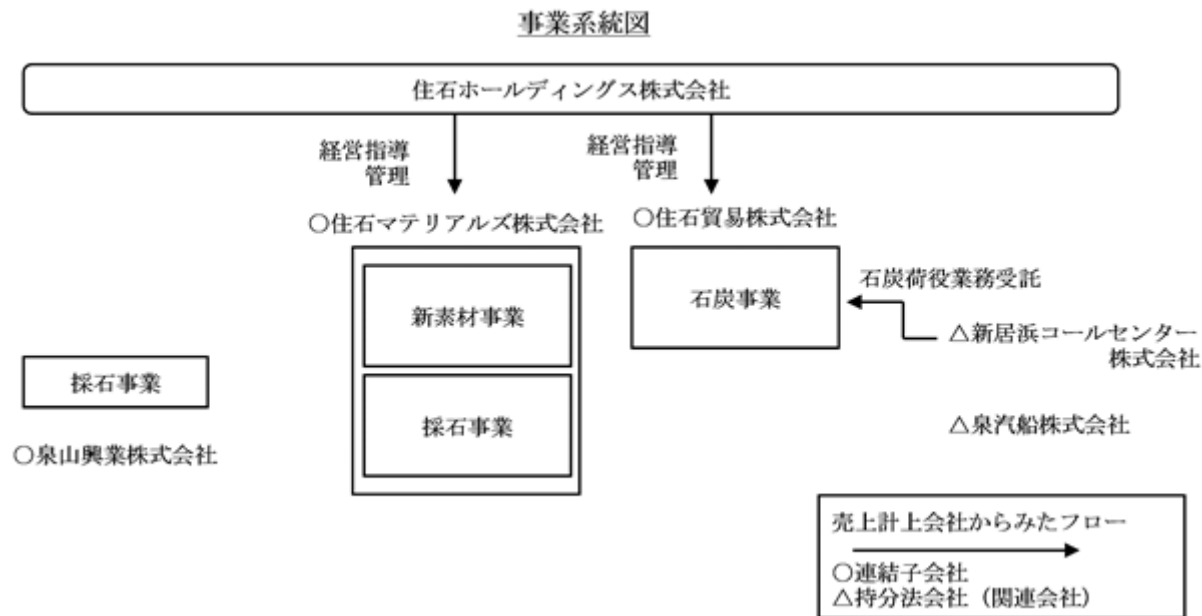 事業系統図
住石ホールディングス株式会社
経営指導
管理
経営指導
管理
○住石マテリアルズ株式会社
○住石貿易株式会社
新素材事業
石炭事業
石炭荷役業務受託
△新居浜コールセンター
株式会社
採石事業
採石事業
△泉汽船株式会社
○泉山興業株式会社
売上計上会社からみたフロー
○連結子会社
△持分法会社（関連会社）